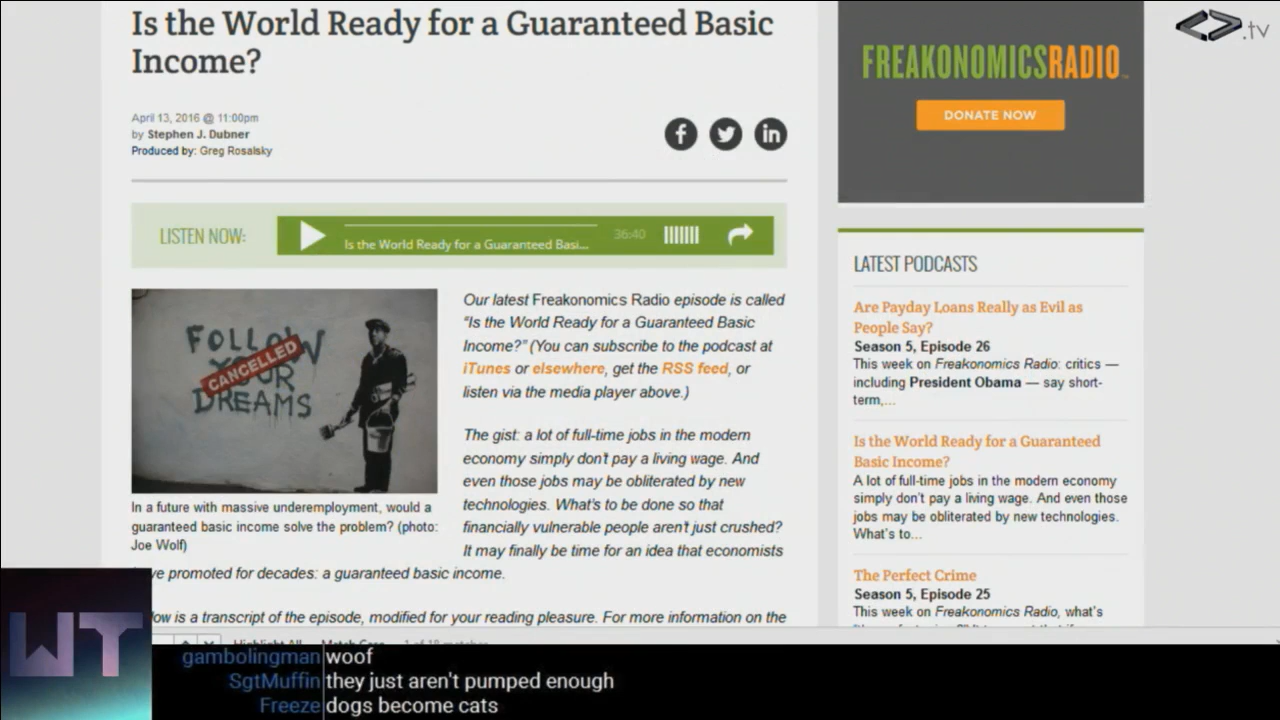 Is the World Ready for a Guaranteed Basic
Income?
April 13, 2016 @ 11:00pm
by Stephen J. Dubner
Produced by: Greg Rosalsky
LISTEN NOW:
Is the World Ready for a Guaranteed Basi...
36:40
FOLLOW
YOUR
DREAMS
CANCELLED
In a future with massive underemployment, would a
guaranteed basic income solve the problem? (photo:
Joe Wolf)
Our latest Freakonomics Radio episode is called
“Is the World Ready for a Guaranteed Basic
Income?” (You can subscribe to the podcast at
iTunes or elsewhere, get the RSS feed, or
listen via the media player above.)
The gist: a lot of full-time jobs in the modern
economy simply don’t pay a living wage. And
even those jobs may be obliterated by new
technologies. What’s to be done so that
financially vulnerable people aren’t just crushed?
It may finally be time for an idea that economists
ve promoted for decades: a guaranteed basic income.
low is a transcript of the episode, modified for your reading pleasure. For more information on the
.tv
FREAKONOMICSRADIO
DONATE NOW
LATEST PODCASTS
Are Payday Loans Really as Evil as
People Say?
Season 5, Episode 26
This week on Freakonomics Radio: critics —
including President Obama — say short-
term,...
Is the World Ready for a Guaranteed
Basic Income?
A lot of full-time jobs in the modern economy
simply don’t pay a living wage. And even those
jobs may be obliterated by new technologies.
What’s to...
The Perfect Crime
Season 5, Episode 25
This week on Freakonomics Radio, what’s
Highlight All Match Case
WT
gambolingman woof
SgtMuffin they just aren't pumped enough
Freeze dogs become cats